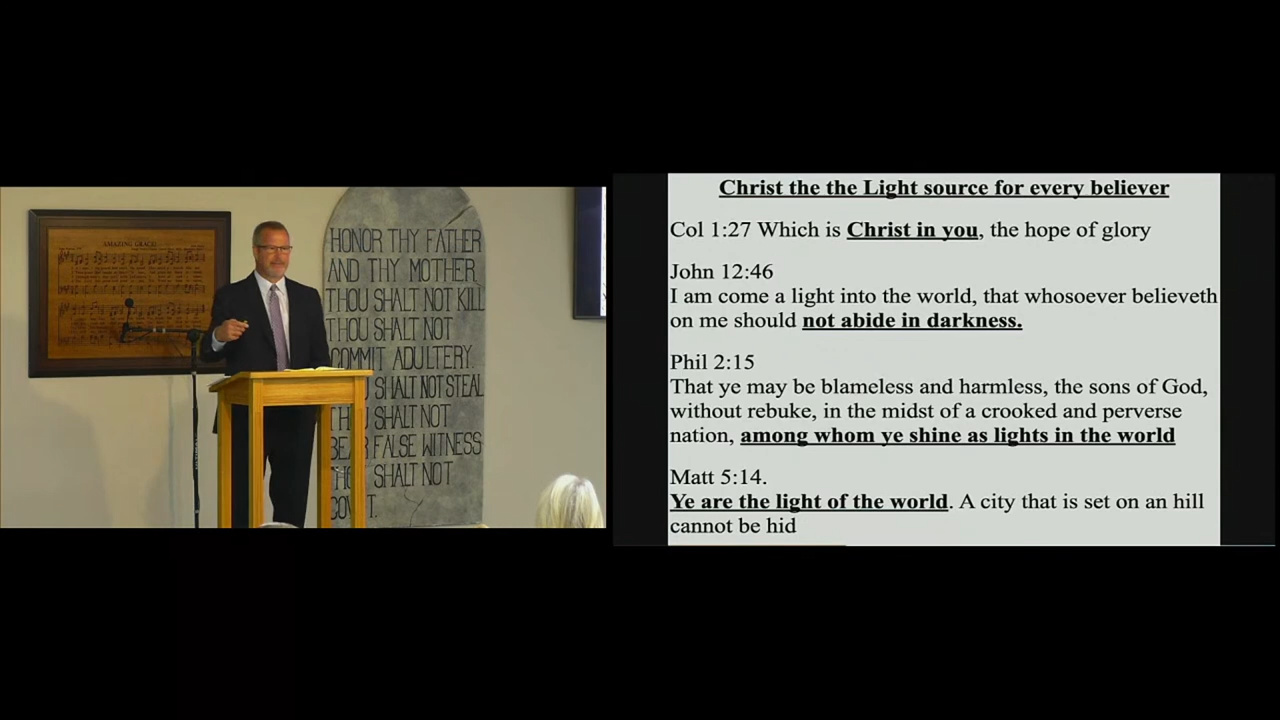 AMAZING GRACE
HONOR THY FATHER
AND THY MOTHER
THOU SHALT NOT KILL
THOU SHALT NOT
COMMIT ADULTERY.
SHALT NOT STEAL
SHALT NOT
FALSE WITNESS
SHALT NOT
Christ the the Light source for every believer
Col 1:27 Which is Christ in you, the hope of glory
John 12:46
I am come a light into the world, that whosoever believeth
on me should not abide in darkness.
Phil 2:15
That ye may be blameless and harmless, the sons of God,
without rebuke, in the midst of a crooked and perverse
nation, among whom ye shine as lights in the world
Matt 5:14.
Ye are the light of the world. A city that is set on an hill
cannot be hid